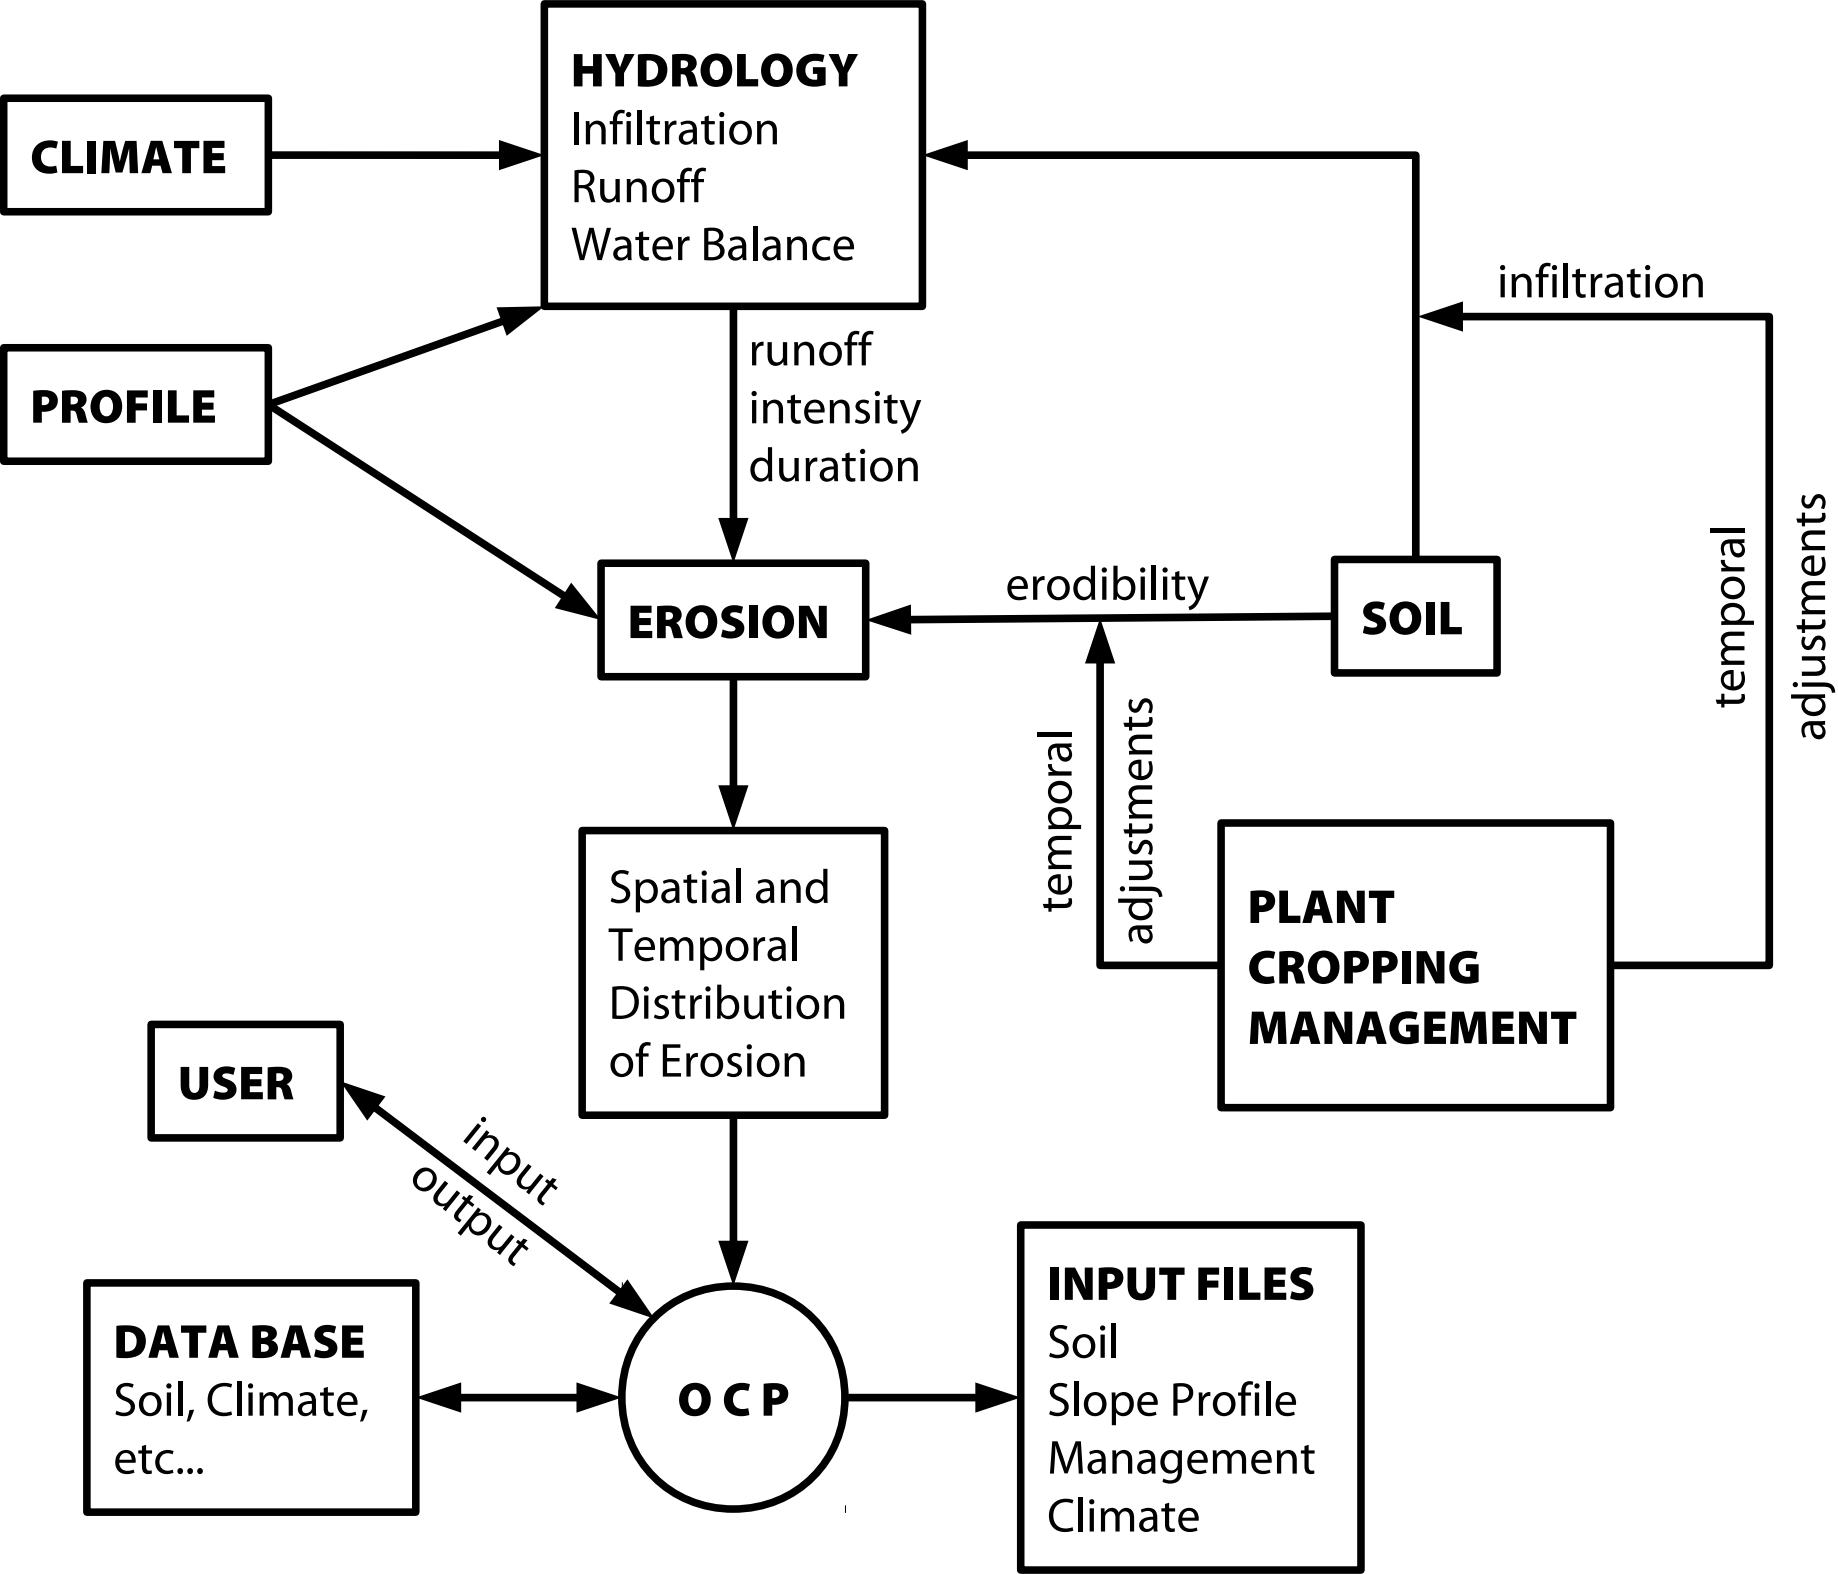 HYDROLOGY
Infiltration
Runoff
Water Balance
CLIMATE
infiltration
PROFILE
runoff
intensity
duration
temporal
adjustments
erodibility
EROSION
SOIL
temporal
adjustments
Spatial and
Temporal
Distribution
of Erosion
PLANT
CROPPING
MANAGEMENT
USER
input
output
DATA BASE
Soil, Climate,
etc...
O C P
INPUT FILES
Soil
Slope Profile
Management
Climate